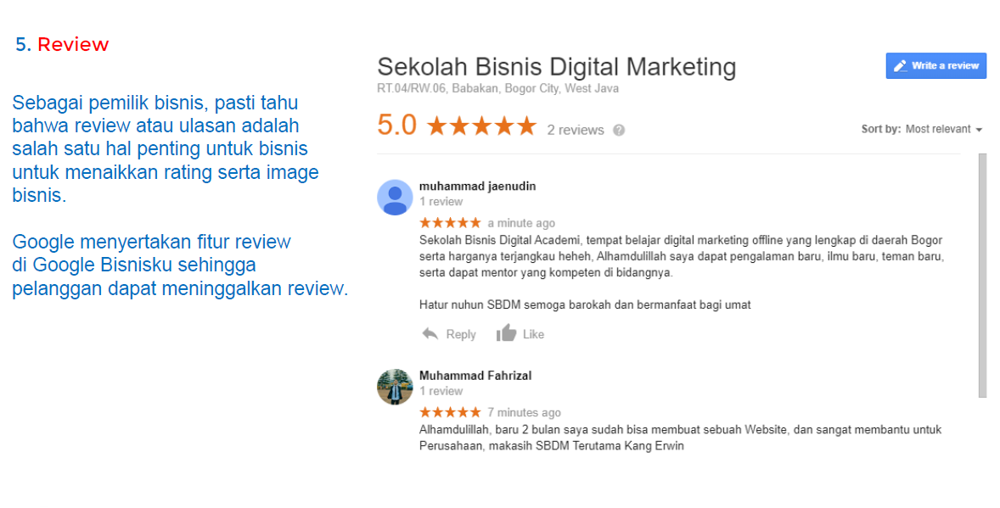 5. Review
Sebagai pemilik bisnis, pasti tahu
bahwa review atau ulasan adalah
salah satu hal penting untuk bisnis
untuk menaikkan rating serta image
bisnis.
Google menyertakan fitur review
di Google Bisnisku sehingga
pelanggan dapat meninggalkan review.
Sekolah Bisnis Digital Marketing
Write a review
RT.04/RW.06, Babakan, Bogor City, West Java
5.0 ★★★★★ 2 reviews ?
Sort by: Most relevant
muhammad jaenudin
1 review
★★★★★ a minute ago
Sekolah Bisnis Digital Academi, tempat belajar digital marketing offline yang lengkap di daerah Bogor
serta harganya terjangkau heheh, Alhamdulillah saya dapat pengalaman baru, ilmu baru, teman baru,
serta dapat mentor yang kompeten di bidangnya.
Hatur nuhun SBDM semoga barokah dan bermanfaat bagi umat
Reply Like
Muhammad Fahrizal
1 review
★★★★★ 7 minutes ago
Alhamdulillah, baru 2 bulan saya sudah bisa membuat sebuah Website, dan sangat membantu untuk
Perusahaan, makasih SBDM Terutama Kang Erwin